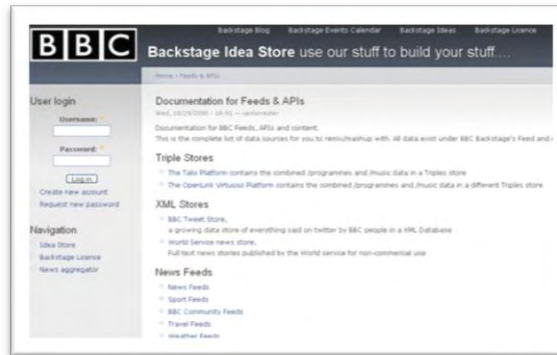 Backstage Blog Backstage Events Calendar Backstage Ideas Backstage Licence
BBC
Backstage Idea Store use our stuff to build your stuff....
Home › Feeds & APIs
User login
Username: *
Password: *
Log in
Create new account
Request new password
Navigation
Idea Store
Backstage Licence
News aggregator
Documentation for Feeds & APIs
Wed, 10/29/2008 -
Documentation for BBC Feeds, APIs and content.
This is the complete list of data sources for you to remix/mashup with. All data exist under BBC Backstage's Feed and
Triple Stores
The Talis Platform contains the combined /programmes and /music data in a Triples store
The OpenLink Virtuoso Platform contains the combined /programmes and /music data in a different Triples store
XML Stores
BBC Tweet Store,
a growing data store of everything said on twitter by BBC people in a XML Database
World Service news store,
Full text news stories published by the World service for non-commercial use
News Feeds
News Feeds
Sport Feeds
BBC Community Feeds
Travel Feeds
Weather Feeds